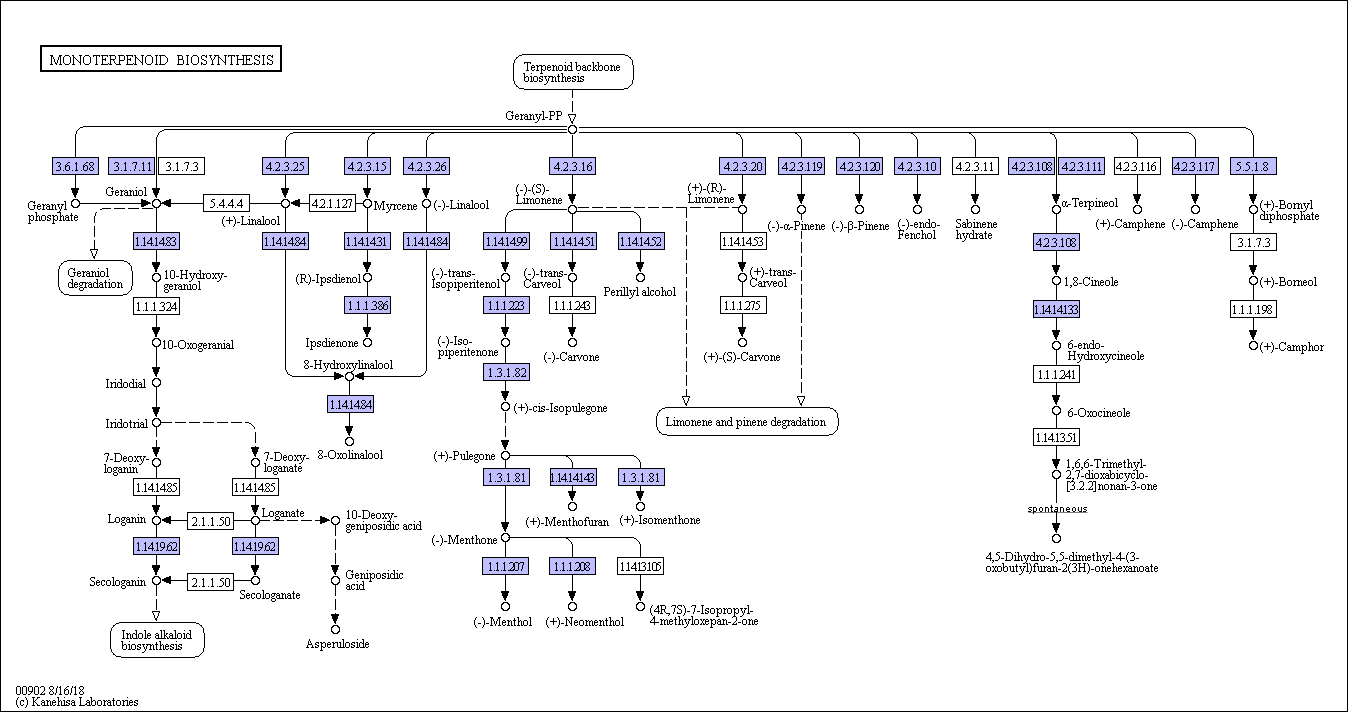 MONOTERPENOID BIOSYNTHESIS
Terpenoid backbone
biosynthesis
Geranyl-PP
3.6.1.68
3.1.7.11
3.1.7.3
4.2.3.25
4.2.3.15
4.2.3.26
4.2.3.16
4.2.3.20
4.2.3.119
4.2.3.120
4.2.3.10
4.2.3.11
4.2.3.108
4.2.3.111
4.2.3.116
4.2.3.117
5.5.1.8
Geranyl
phosphate
Geraniol
5.4.4.4
(+)-Linalool
4.2.1.127
Myrcene
(-)-Linalool
(-)-(S)-
Limonene
(+)-(R)-
Limonene
(-)-α-Pinene
(-)-β-Pinene
(-)-endo-
Fenchol
Sabinene
hydrate
α-Terpineol
(+)-Camphene
(-)-Camphene
(+)-Bornyl
diphosphate
1.14.14.83
1.14.14.84
1.14.14.31
1.14.14.84
1.14.14.99
1.14.14.51
1.14.14.52
1.14.14.53
4.2.3.108
3.1.7.3
Geraniol
degradation
10-Hydroxy-
geraniol
(R)-Ipsdienol
(-)-trans-
Isopiperitenol
(-)-trans-
Carveol
Perillyl alcohol
(+)-trans-
Carveol
1,8-Cineole
(+)-Borneol
1.1.1.324
1.1.1.386
1.1.1.223
1.1.1.243
1.1.1.275
1.14.14.133
1.1.1.198
10-Oxogeranial
Ipsdienone
(-)-Iso-
piperitenone
(-)-Carvone
(+)-(S)-Carvone
6-endo-
Hydroxycineole
(+)-Camphor
8-Hydroxylinalool
1.3.1.82
1.1.1.241
Iridodial
1.14.14.84
(+)-cis-Isopulegone
Limonene and pinene degradation
6-Oxocineole
Iridotrial
1.14.13.51
7-Deoxy-
loganin
7-Deoxy-
loganate
8-Oxolinalool
(+)-Pulegone
1,6,6-Trimethyl-
2,7-dioxabicyclo-
[3.2.2]nonan-3-one
1.14.14.85
1.14.14.85
1.3.1.81
1.14.14.143
1.3.1.81
spontaneous
Loganin
2.1.1.50
Loganate
10-Deoxy-
geniposidic acid
(+)-Menthofuran
(+)-Isomenthone
1.14.19.62
1.14.19.62
(-)-Menthone
4,5-Dihydro-5,5-dimethyl-4-(3-
oxobutyl)furan-2(3H)-onehexanoate
1.1.1.207
1.1.1.208
1.14.13.105
Secologanin
2.1.1.50
Secologanate
Geniposidic
acid
(-)-Menthol
(+)-Neomenthol
(4R,7S)-7-Isopropyl-
4-methyloxepan-2-one
Indole alkaloid
biosynthesis
Asperuloside
00902 8/16/18
(c) Kanehisa Laboratories